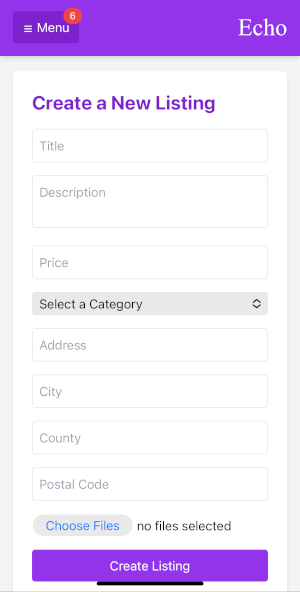 6
≡ Menu
Echo
Create a New Listing
Title
Description
Price
Select a Category
Address
City
County
Postal Code
Choose Files no files selected
Create Listing